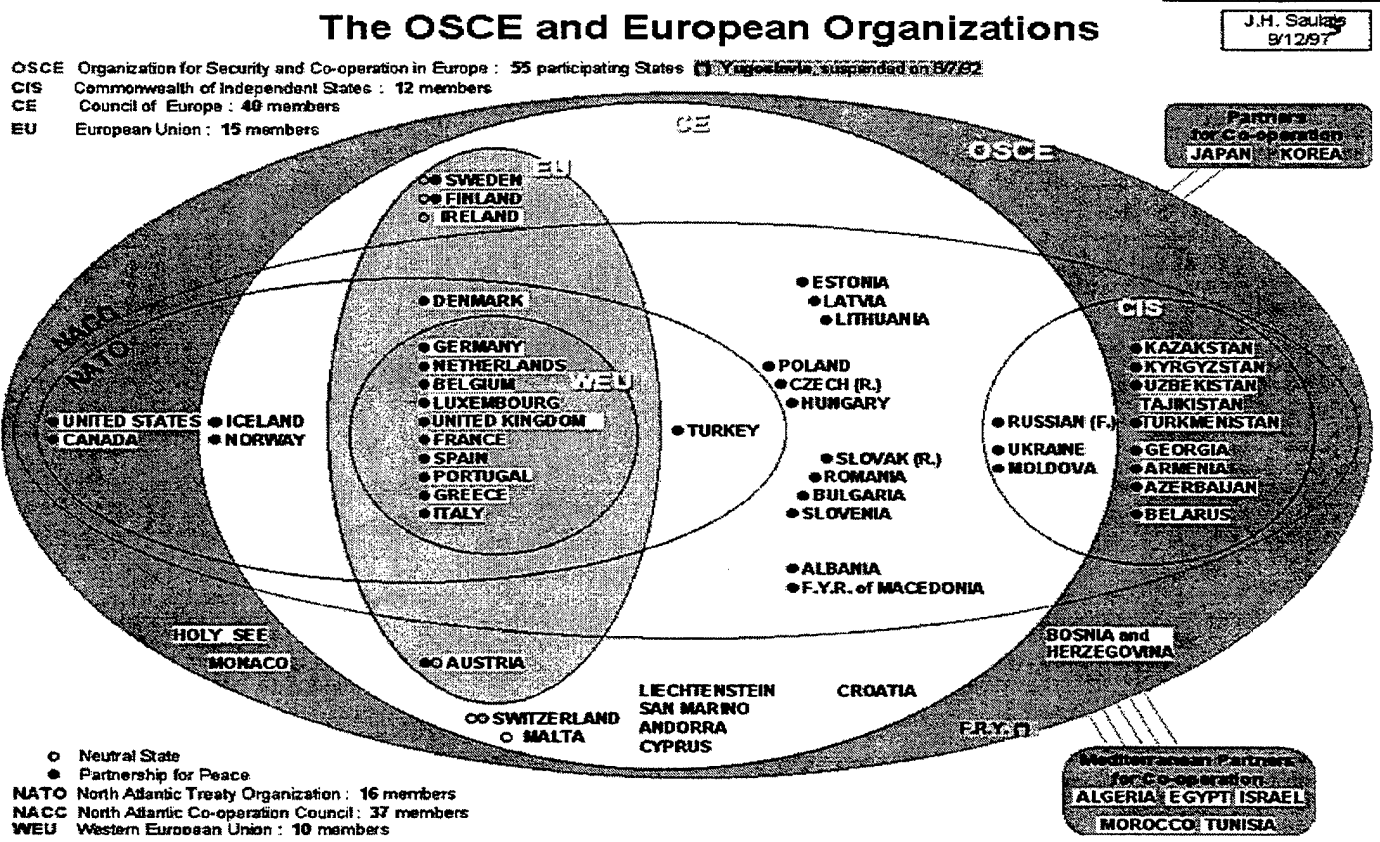 The OSCE and European Organizations
J.H. Saulais
9/12/97
OSCE Organization for Security and Co-operation in Europe : 55 participating States Yugoslavia, suspended on 8/7/92
CIS Commonwealth of Independent States : 12 members
CE Council of Europe : 40 members
EU European Union : 15 members
Partners
for Co-operation
JAPAN KOREA
CE
OSCE
EU
SWEDEN
FINLAND
IRELAND
NACC
NATO
DENMARK
GERMANY
NETHERLANDS
BELGIUM
LUXEMBOURG
UNITED KINGDOM
FRANCE
SPAIN
PORTUGAL
GREECE
ITALY
WEU
UNITED STATES
CANADA
ICELAND
NORWAY
TURKEY
ESTONIA
LATVIA
LITHUANIA
POLAND
CZECH (R.)
HUNGARY
SLOVAK (R.)
ROMANIA
BULGARIA
SLOVENIA
ALBANIA
F.Y.R. of MACEDONIA
CIS
RUSSIAN (F.)
UKRAINE
MOLDOVA
KAZAKSTAN
KYRGYZSTAN
UZBEKISTAN
TAJIKISTAN
TURKMENISTAN
GEORGIA
ARMENIA
AZERBAIJAN
BELARUS
HOLY SEE
MONACO
AUSTRIA
SWITZERLAND
MALTA
LIECHTENSTEIN
SAN MARINO
ANDORRA
CYPRUS
CROATIA
BOSNIA and
HERZEGOVINA
F.R.Y.
Mediterranean Partners
for Co-operation
ALGERIA EGYPT ISRAEL
MOROCCO TUNISIA
Neutral State
Partnership for Peace
NATO North Atlantic Treaty Organization : 16 members
NACC North Atlantic Co-operation Council : 37 members
WEU Western European Union : 10 members